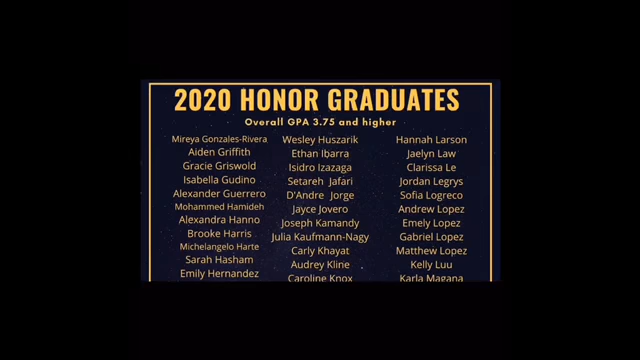 2020 HONOR GRADUATES
Overall GPA 3.75 and higher
Mireya Gonzales-Rivera
Aiden Griffith
Gracie Griswold
Isabella Gudino
Alexander Guerrero
Mohammed Hamideh
Alexandra Hanno
Brooke Harris
Michelangelo Harte
Sarah Hasham
Emily Hernandez
Wesley Huszarik
Ethan Ibarra
Isidro Izazaga
Setareh Jafari
D'Andre Jorge
Jayce Jovero
Joseph Kamandy
Julia Kaufmann-Nagy
Carly Khayat
Audrey Kline
Caroline Knox
Hannah Larson
Jaelyn Law
Clarissa Le
Jordan Legrys
Sofia Logreco
Andrew Lopez
Emely Lopez
Gabriel Lopez
Matthew Lopez
Kelly Luu
Karla Magana